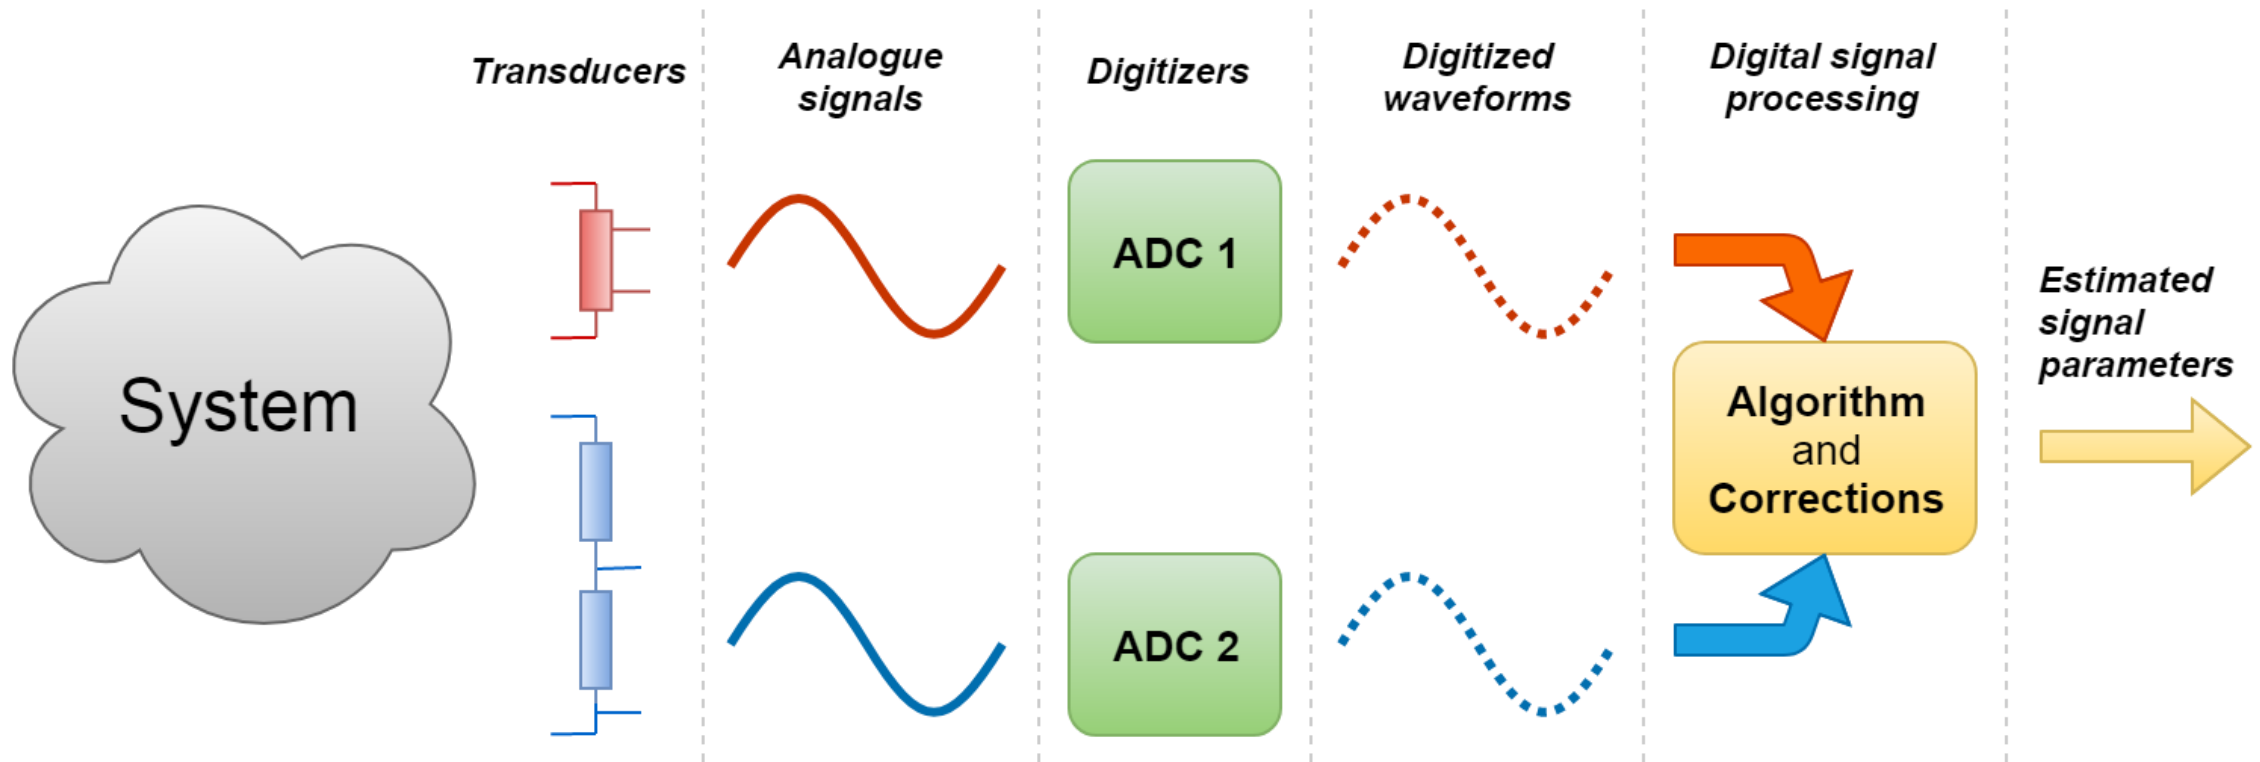 Transducers
Analogue
signals
Digitizers
Digitized
waveforms
Digital signal
processing
System
ADC 1
ADC 2
Algorithm
and
Corrections
Estimated
signal
parameters